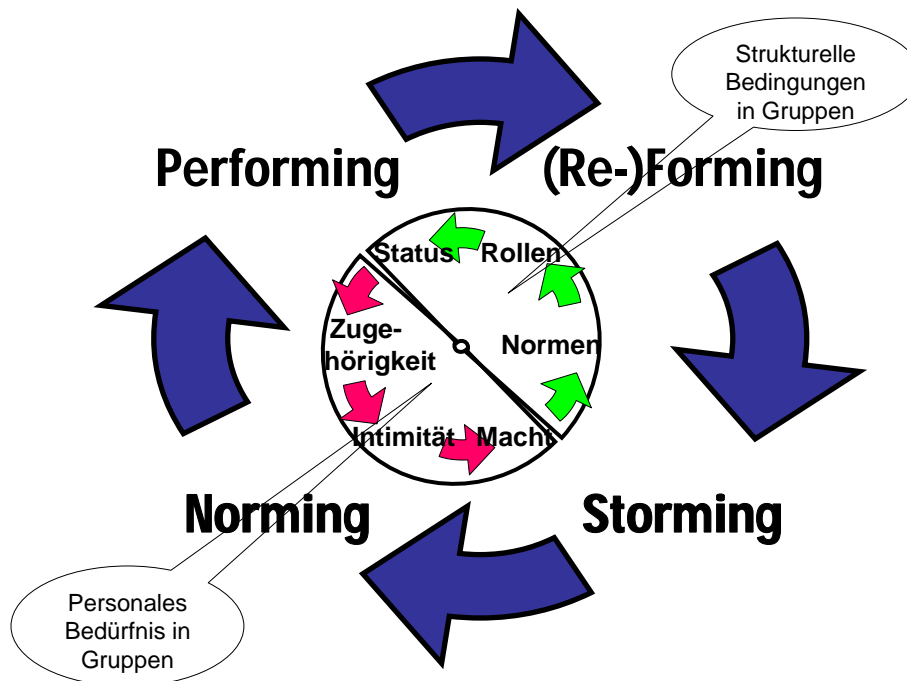 Strukturelle
Bedingungen
in Gruppen
Performing
(Re-)Forming
Status
Rollen
Zuge-
hörigkeit
Normen
Intimität
Macht
Norming
Storming
Personales
Bedürfnis in
Gruppen